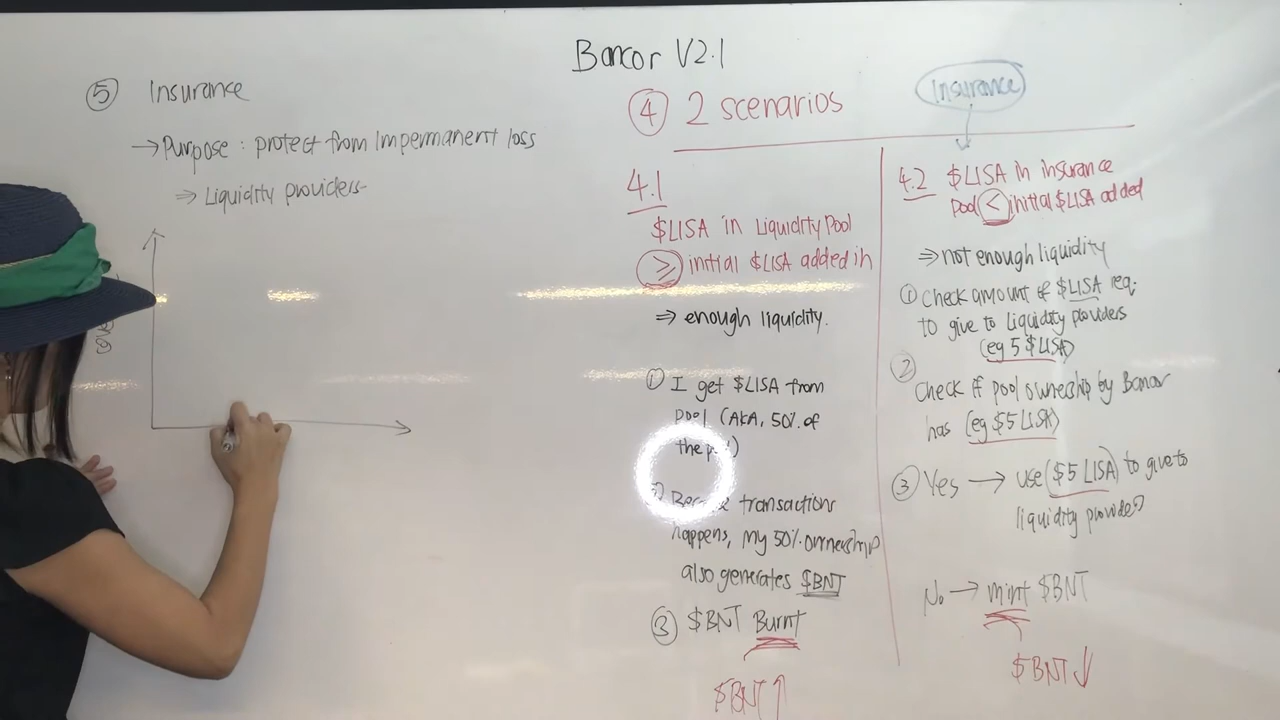 Bancor V2.1
⑤ Insurance
→ Purpose : protect from Impermanent loss
⇒ Liquidity providers
④ 2 scenarios
4.1
$LISA in Liquidity Pool
≥ initial $LISA added in
⇒ enough liquidity.
① I get $LISA from
Pool (AKA, 50% of
the
transactions
happens, my 50% ownership
also generates $BNT
③ $BNT Burnt
$BNT ↑
Insurance
4.2 $LISA in insurance
Pool < initial $LISA added
⇒ not enough liquidity
① Check amount of $LISA req.
to give to Liquidity providers
(eg 5 $LISA)
②
Check if pool ownership by Bancor
has (eg $5 LISA)
③ Yes → use ($5 LISA) to give to
liquidity provider
No → mint $BNT
$BNT ↓